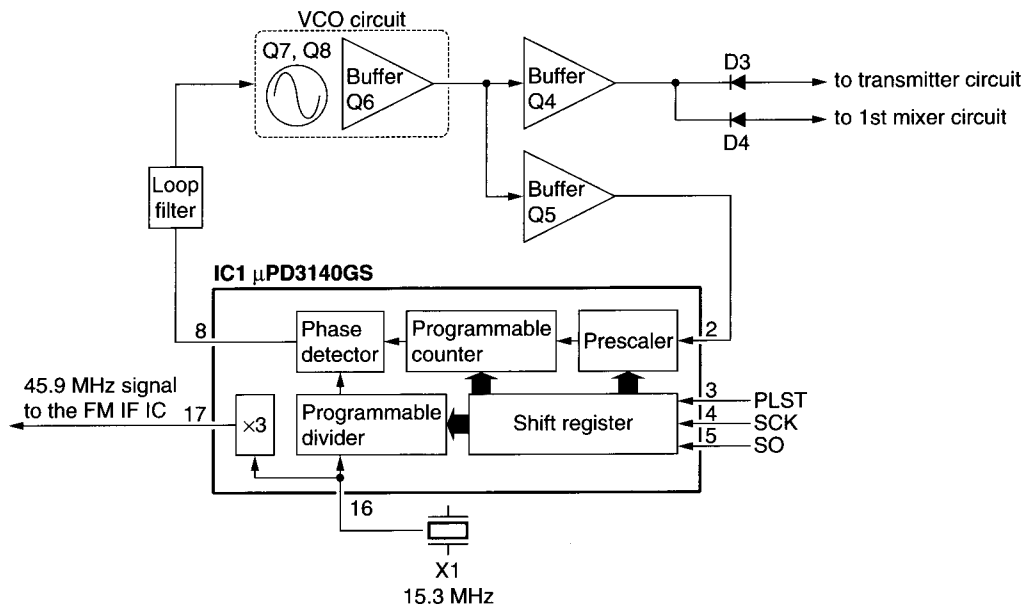 VCO circuit
Q7, Q8
Buffer
Q6
Buffer
Q4
D3
to transmitter circuit
to 1st mixer circuit
D4
Loop
filter
Buffer
Q5
IC1 µPD3140GS
8
Phase
detector
Programmable
counter
Prescaler
2
45.9 MHz signal
to the FM IF IC
17
×3
Programmable
divider
Shift register
3
PLST
4
SCK
5
SO
16
X1
15.3 MHz